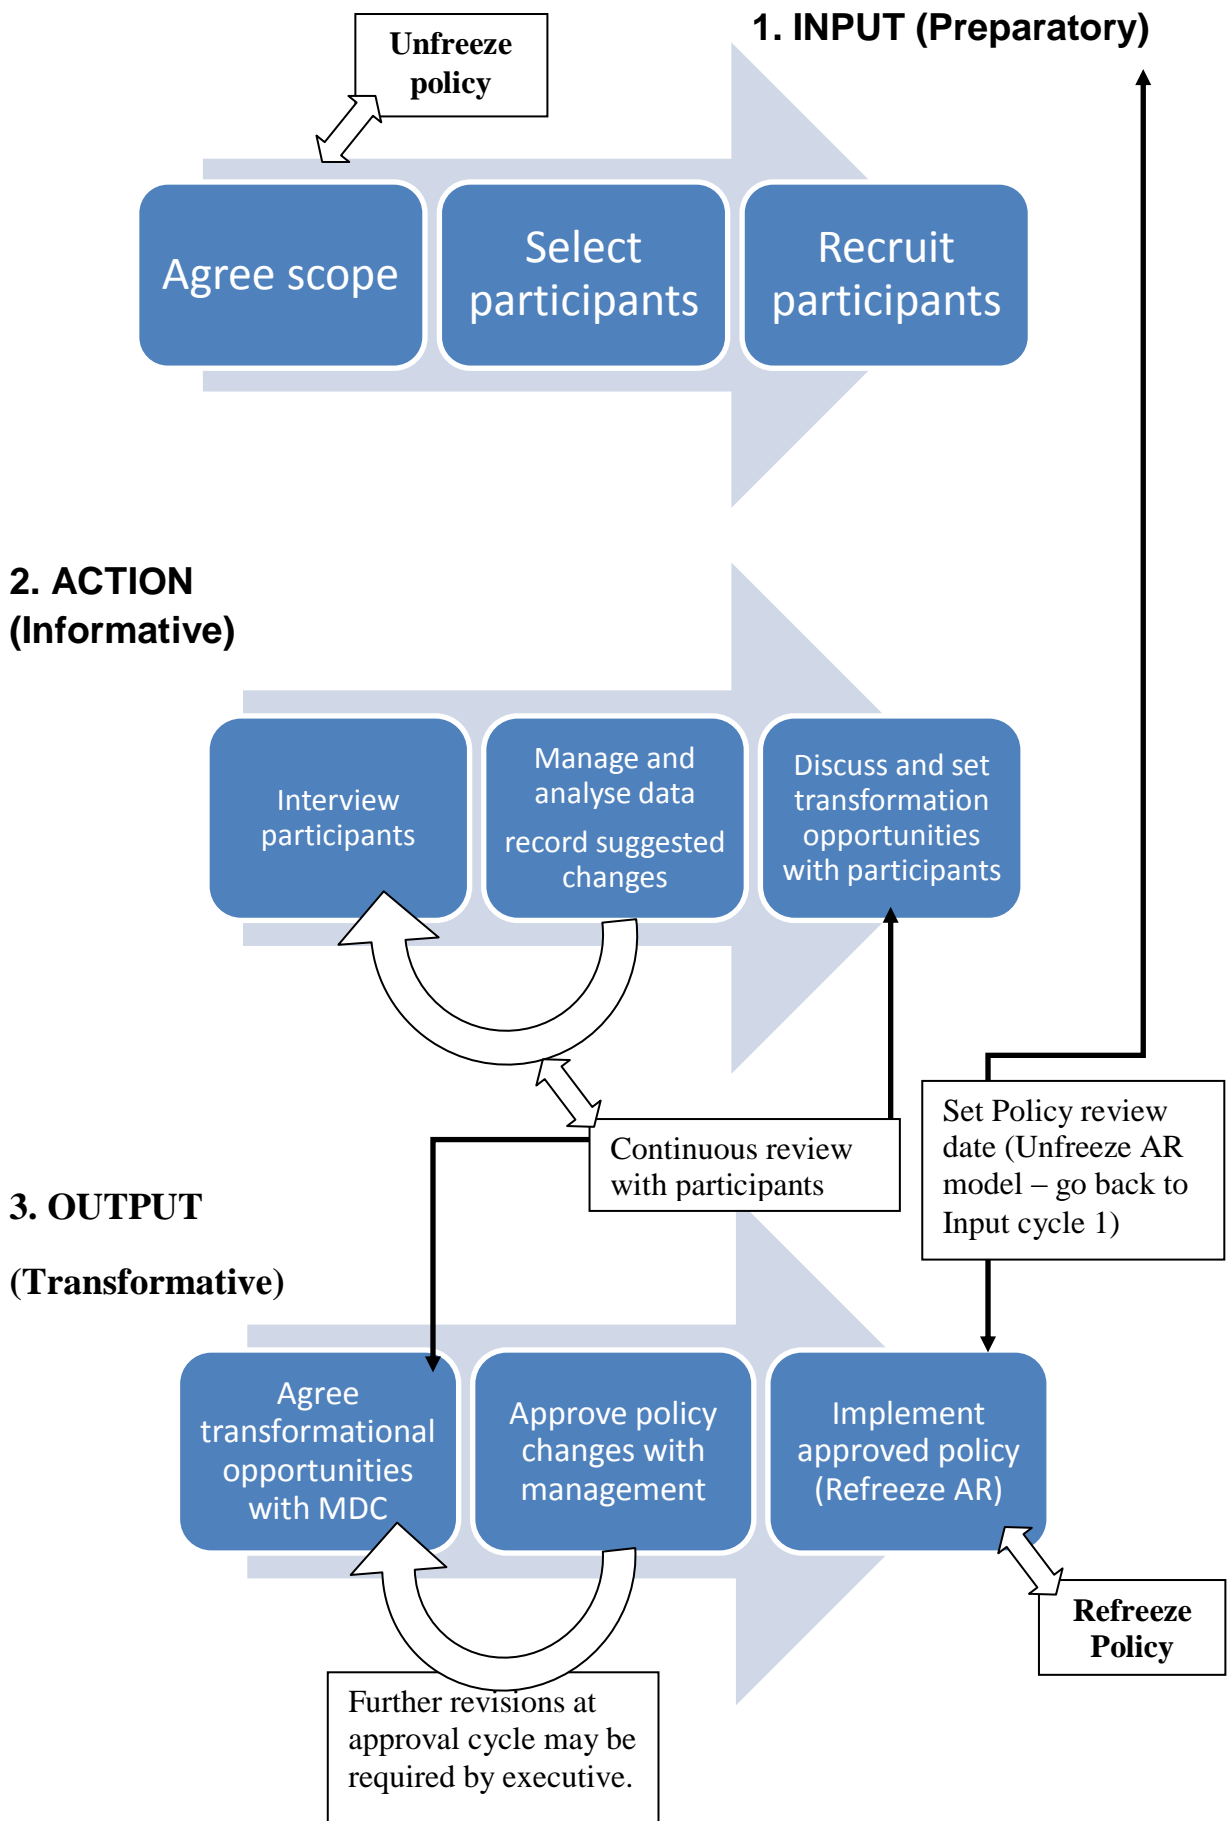 1. INPUT (Preparatory)
Unfreeze
policy
Agree scope
Select
participants
Recruit
participants
2. ACTION
(Informative)
Interview
participants
Manage and
analyse data
record suggested
changes
Discuss and set
transformation
opportunities
with participants
Continuous review
with participants
Set Policy review
date (Unfreeze AR
model – go back to
Input cycle 1)
3. OUTPUT
(Transformative)
Agree
transformational
opportunities
with MDC
Approve policy
changes with
management
Implement
approved policy
(Refreeze AR)
Refreeze
Policy
Further revisions at
approval cycle may be
required by executive.